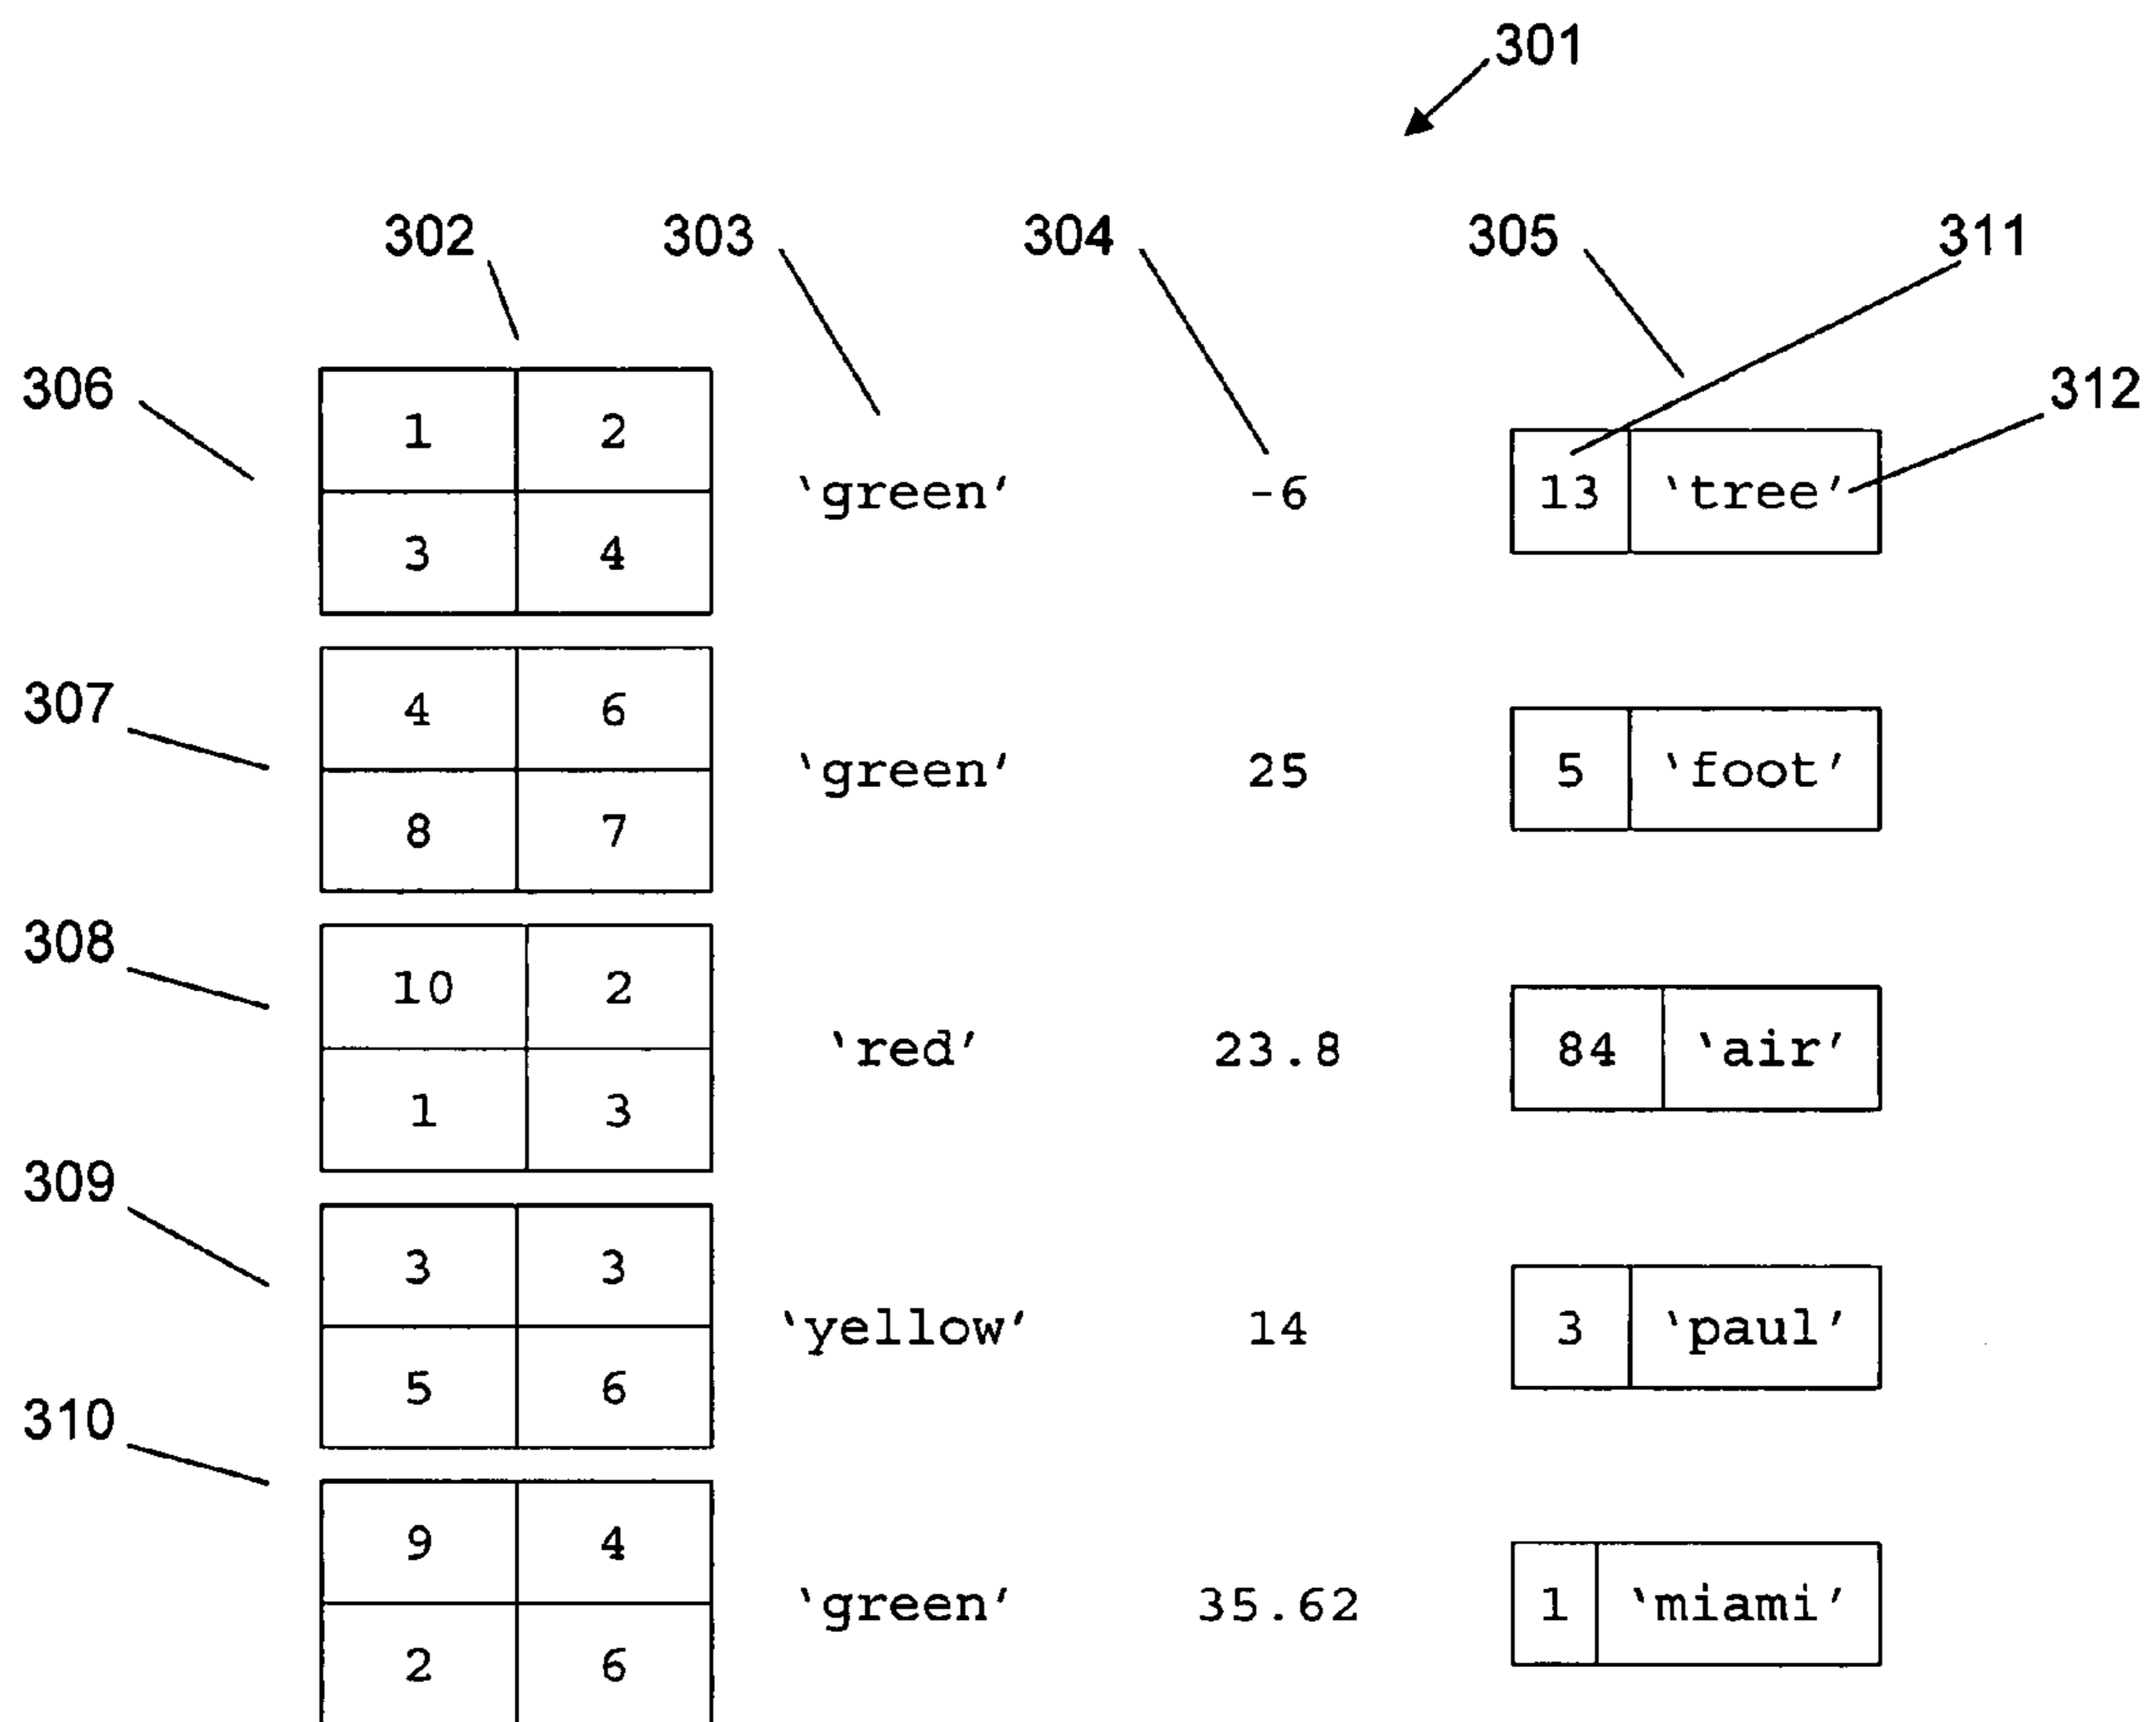 301
302 303 304 305 311
306 312
1 2
'green' -6 13 'tree'
3 4
307
4 6
'green' 25 5 'foot'
8 7
308
10 2
'red' 23.8 84 'air'
1 3
309
3 3
'yellow' 14 3 'paul'
5 6
310
9 4
'green' 35.62 1 'miami'
2 6